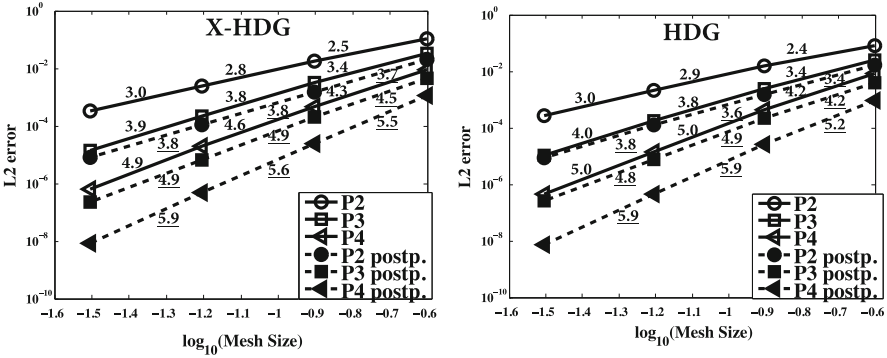 X-HDG
10^0
10^-2
10^-4
10^-6
10^-8
10^-10
L2 error
3.0
2.8
2.5
3.9
3.8
3.4
3.8
3.8
3.7
4.9
4.6
4.3
4.9
4.9
4.5
5.9
5.6
5.5
P2
P3
P4
P2 postp.
P3 postp.
P4 postp.
−1.6 −1.5 −1.4 −1.3 −1.2 −1.1 −1 −0.9 −0.8 −0.7 −0.6
log10(Mesh Size)
HDG
10^0
10^-2
10^-4
10^-6
10^-8
10^-10
L2 error
3.0
2.9
2.4
4.0
3.8
3.4
3.8
3.6
3.4
5.0
5.0
4.2
4.8
4.9
4.2
5.9
5.9
5.2
P2
P3
P4
P2 postp.
P3 postp.
P4 postp.
−1.6 −1.5 −1.4 −1.3 −1.2 −1.1 −1 −0.9 −0.8 −0.7 −0.6
log10(Mesh Size)